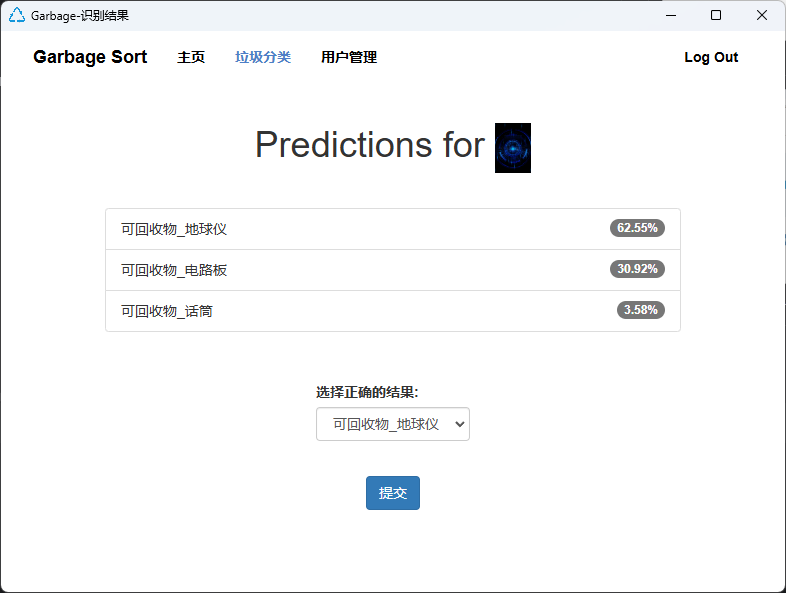 Garbage-识别结果
Garbage Sort 主页 垃圾分类 用户管理 Log Out
Predictions for
可回收物_地球仪 62.55%
可回收物_电路板 30.92%
可回收物_话筒 3.58%
选择正确的结果:
可回收物_地球仪
提交